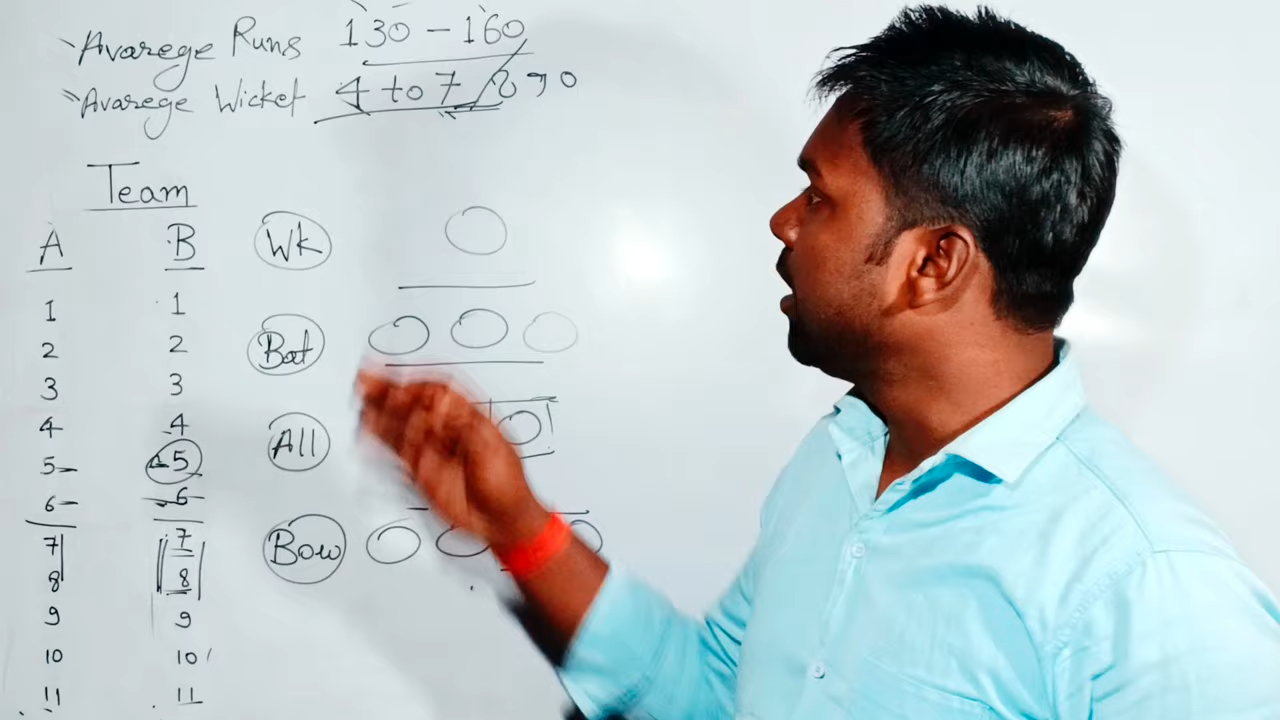 Avarege Runs 130 - 160
Avarege Wicket 4 to 7
Team
A B Wk
1 1
2 2 Bat
3 3
4 4 All
5 5
6 6
7 7 Bow
8 8
9 9
10 10
11 11